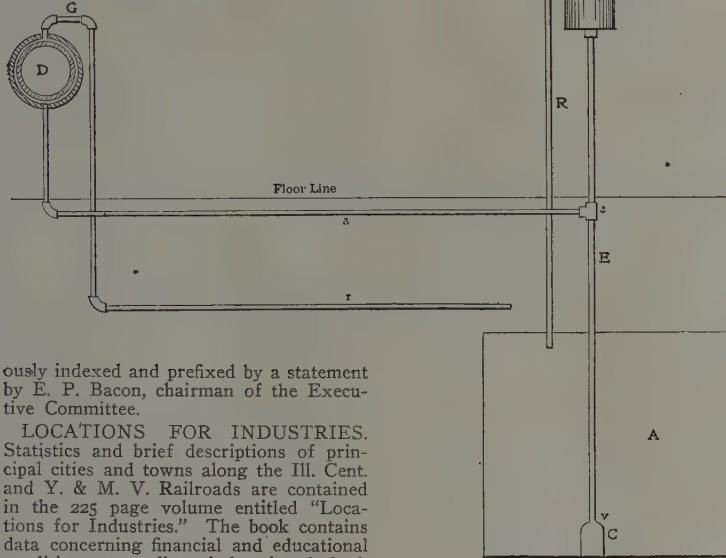 G
D
R
Floor Line
a
E
r
ously indexed and prefixed by a statement
by E. P. Bacon, chairman of the Execu-
tive Committee.
LOCATIONS FOR INDUSTRIES.
Statistics and brief descriptions of prin-
cipal cities and towns along the Ill. Cent.
and Y. & M. V. Railroads are contained
in the 225 page volume entitled "Loca-
tions for Industries." The book contains
data concerning financial and educational
A
v
C